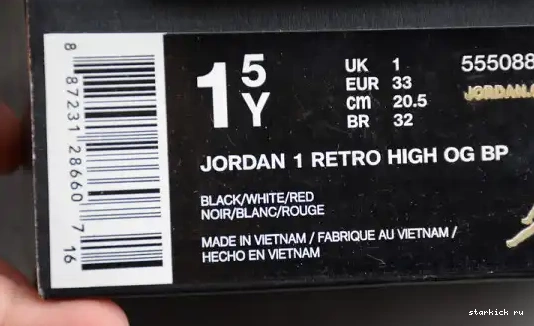 8 87231 28660 7 16
1 5 Y
UK 1
EUR 33
cm 20.5
BR 32
555088
JORDAN.
JORDAN 1 RETRO HIGH OG BP
BLACK/WHITE/RED
NOIR/BLANC/ROUGE
MADE IN VIETNAM / FABRIQUE AU VIETNAM /
HECHO EN VIETNAM
starkick ru